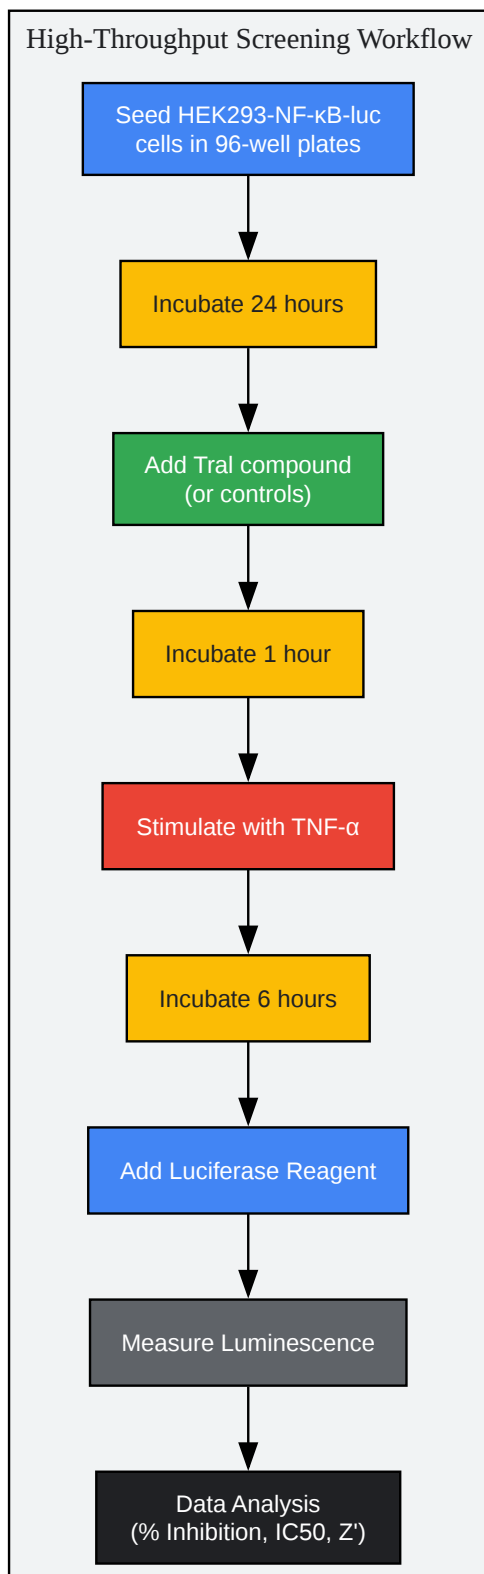 High-Throughput Screening Workflow
Seed HEK293-NF-κB-luc
cells in 96-well plates
Incubate 24 hours
Add Tral compound
(or controls)
Incubate 1 hour
Stimulate with TNF-α
Incubate 6 hours
Add Luciferase Reagent
Measure Luminescence
Data Analysis
(% Inhibition, IC50, Z')